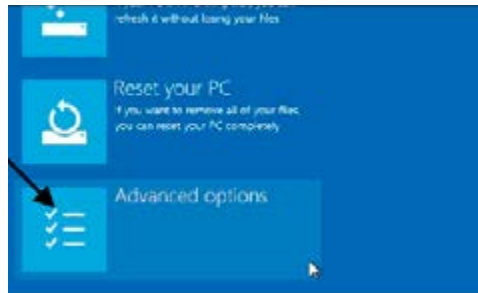 refresh it without losing your files
Reset your PC
If you want to remove all of your files,
you can reset your PC completely
Advanced options